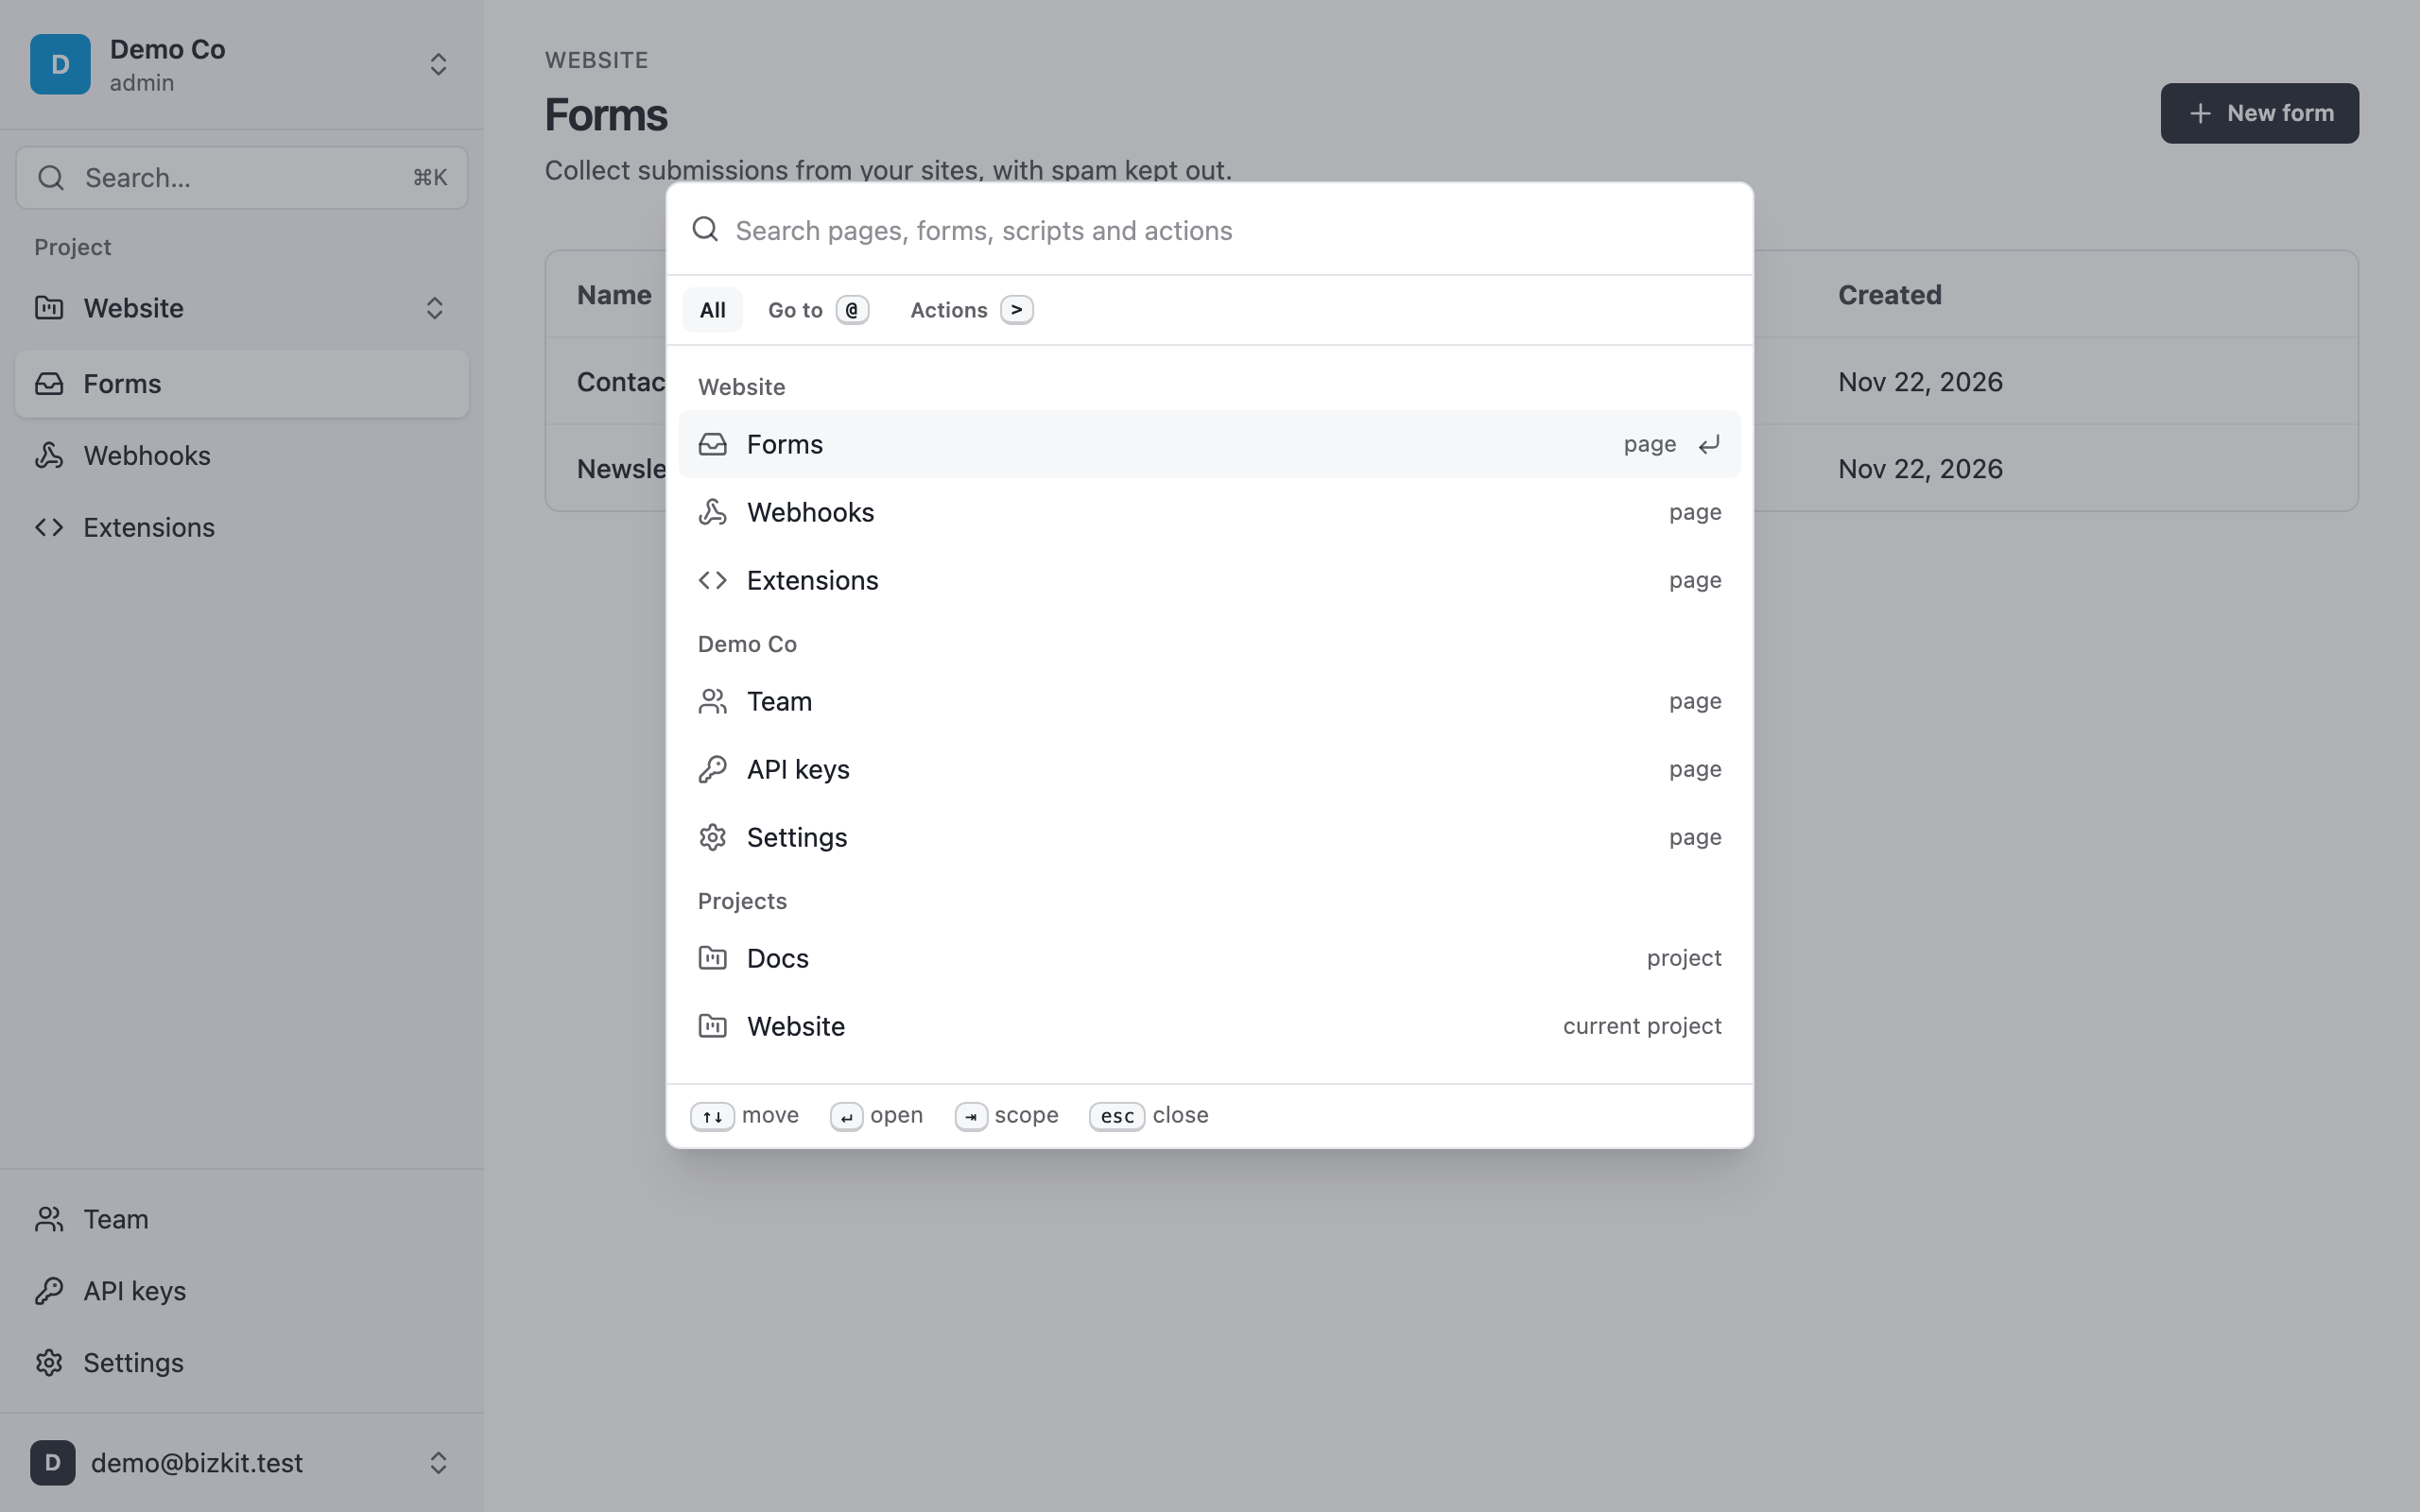 D
Demo Co
admin
Search...
⌘K
Project
Website
Forms
Webhooks
Extensions
Team
API keys
Settings
D
demo@bizkit.test
WEBSITE
Forms
Collect submissions from your sites, with spam kept out.
New form
Name
Created
Contac
Nov 22, 2026
Newsle
Nov 22, 2026
Search pages, forms, scripts and actions
All
Go to @
Actions >
Website
Forms page ↵
Webhooks page
Extensions page
Demo Co
Team page
API keys page
Settings page
Projects
Docs project
Website current project
↑↓ move ↵ open ⇥ scope esc close